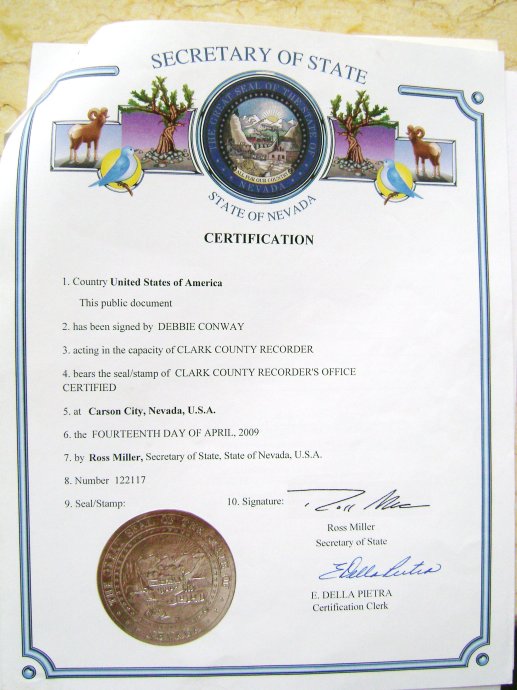 SECRETARY OF STATE
THE GREAT SEAL OF THE STATE OF
NEVADA
ALL FOR OUR COUNTRY
STATE OF NEVADA
CERTIFICATION
1. Country United States of America
This public document
2. has been signed by DEBBIE CONWAY
3. acting in the capacity of CLARK COUNTY RECORDER
4. bears the seal/stamp of CLARK COUNTY RECORDER'S OFFICE
CERTIFIED
5. at Carson City, Nevada, U.S.A.
6. the FOURTEENTH DAY OF APRIL, 2009
7. by Ross Miller, Secretary of State, State of Nevada, U.S.A.
8. Number 122117
9. Seal/Stamp:
10. Signature:
Ross Miller
Secretary of State
E Della Pietra
E. DELLA PIETRA
Certification Clerk